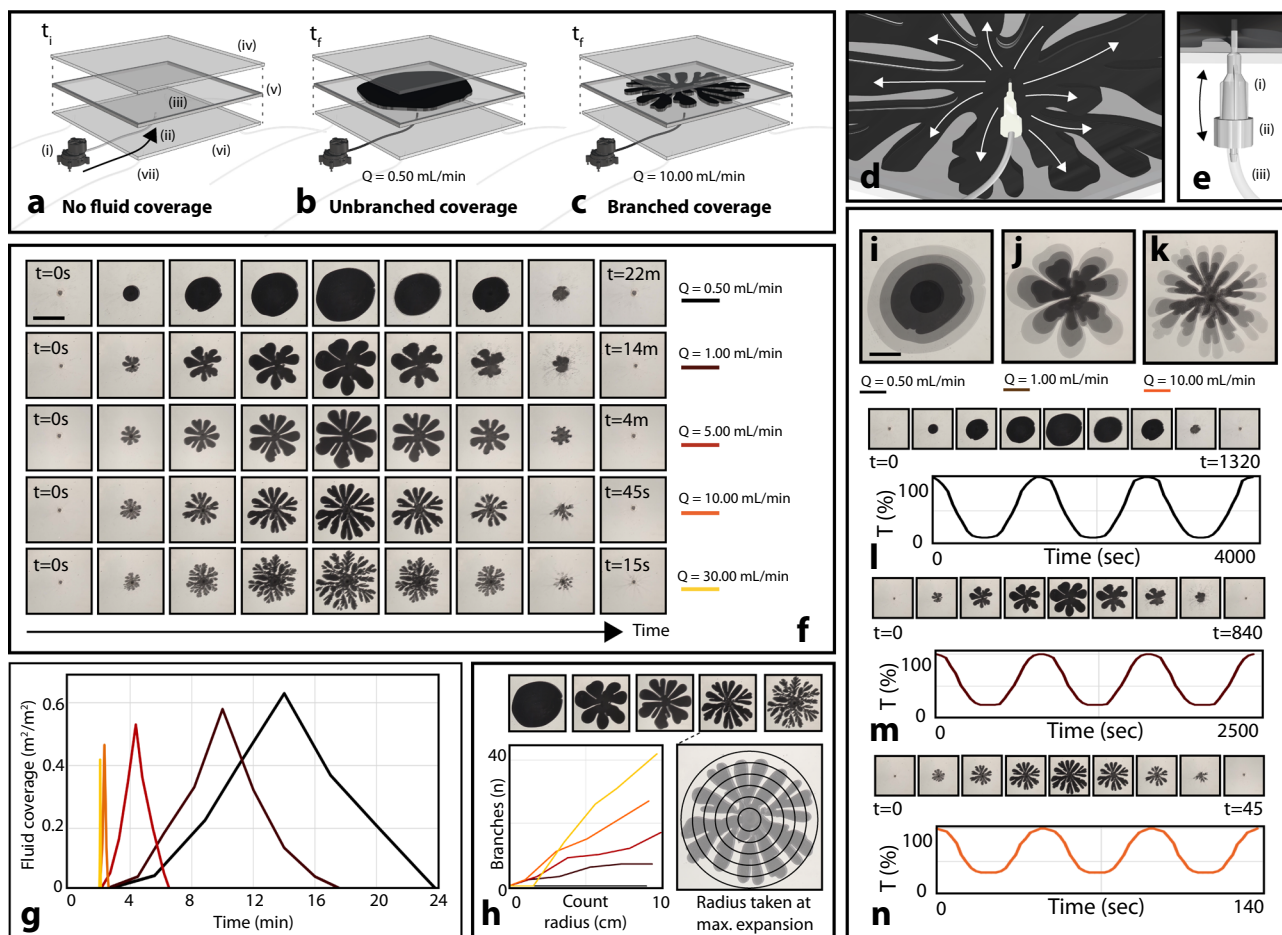 t_i
(iv)
(v)
(iii)
(ii)
(i)
(vi)
(vii)
a No fluid coverage
t_f
Q = 0.50 mL/min
b Unbranched coverage
t_f
Q = 10.00 mL/min
c Branched coverage
d
(i)
(ii)
(iii)
e
t=0s
t=22m
Q = 0.50 mL/min
t=0s
t=14m
Q = 1.00 mL/min
t=0s
t=4m
Q = 5.00 mL/min
t=0s
t=45s
Q = 10.00 mL/min
t=0s
t=15s
Q = 30.00 mL/min
Time
f
Fluid coverage (m²/m²)
0.6
0.4
0.2
0
0 4 8 12 16 20 24
Time (min)
g
Branches (n)
40
0
0 10
Count
radius (cm)
h
Radius taken at
max. expansion
i
j
k
Q = 0.50 mL/min
Q = 1.00 mL/min
Q = 10.00 mL/min
t=0
t=1320
T (%)
100
0
0 4000
Time (sec)
l
t=0
t=840
T (%)
100
0
0 2500
Time (sec)
m
t=0
t=45
T (%)
100
0
0 140
Time (sec)
n